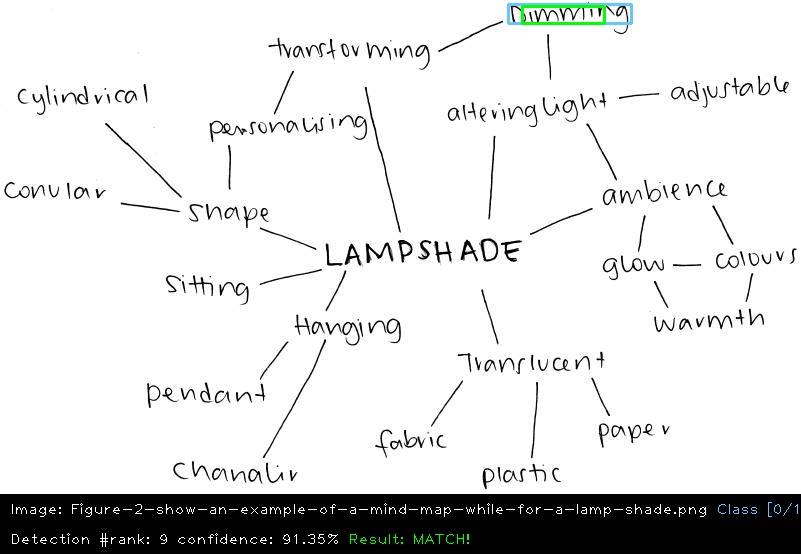 Dimming
transforming
cylindrical
adjustable
alteringlight
personalising
conular
shape
ambience
LAMPSHADE
glow
colours
sitting
Hanging
warmth
Translucent
pendant
fabric
paper
chanalir
plastic
Image: Figure-2-show-an-example-of-a-mind-map-while-for-a-lamp-shade.png Class [0/1
Detection #rank: 9 confidence: 91.35% Result: MATCH!